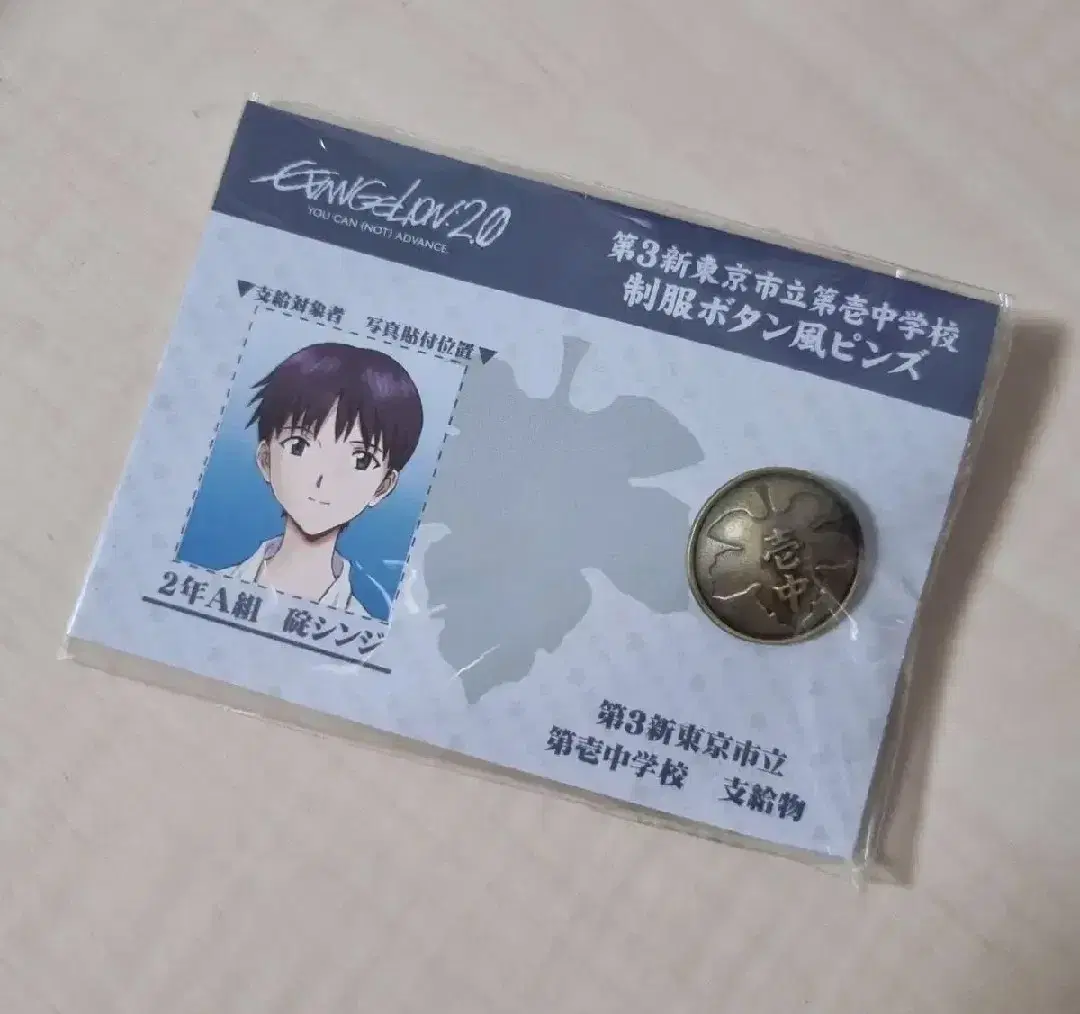 EVANGELION:2.0
YOU CAN (NOT) ADVANCE.
第3新東京市立第壱中学校
制服ボタン風ピンズ
▼支給対象者 写真貼付位置▼
2年A組 碇シンジ
壱
中
第3新東京市立
第壱中学校 支給物